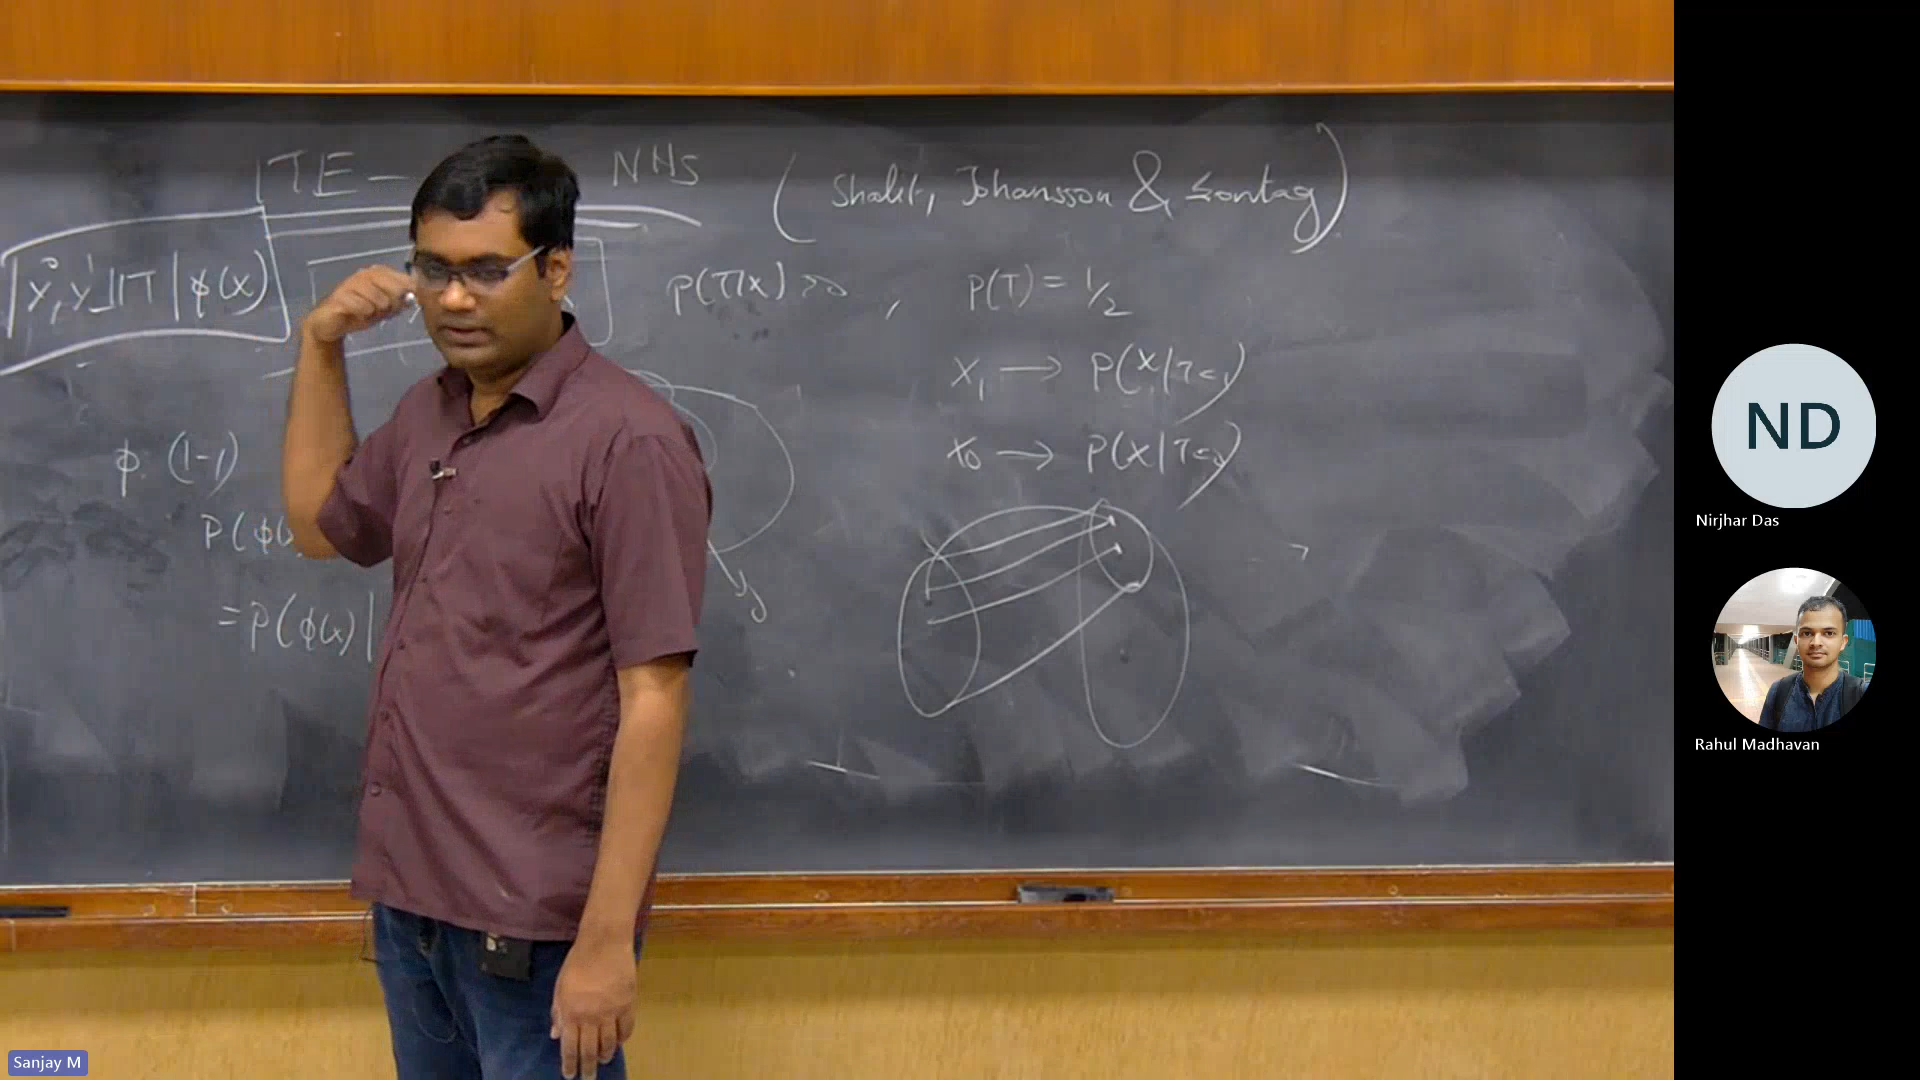 ITE – NHS (Shalit, Johansson & Sontag)
y⁰, y¹ ⊥⊥ T | φ(x) P(T|x) > 0 , P(T) = 1/2
x₁ → P(x|T=1)
φ. (1-1) x₀ → P(x|T=0)
P(φ(
= P(φ(x) |
ND
Nirjhar Das
Rahul Madhavan
Sanjay M